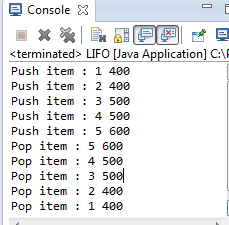 Console
<terminated> LIFO [Java Application] C:\
Push item : 1 400
Push item : 2 400
Push item : 3 500
Push item : 4 500
Push item : 5 600
Pop item : 5 600
Pop item : 4 500
Pop item : 3 500
Pop item : 2 400
Pop item : 1 400